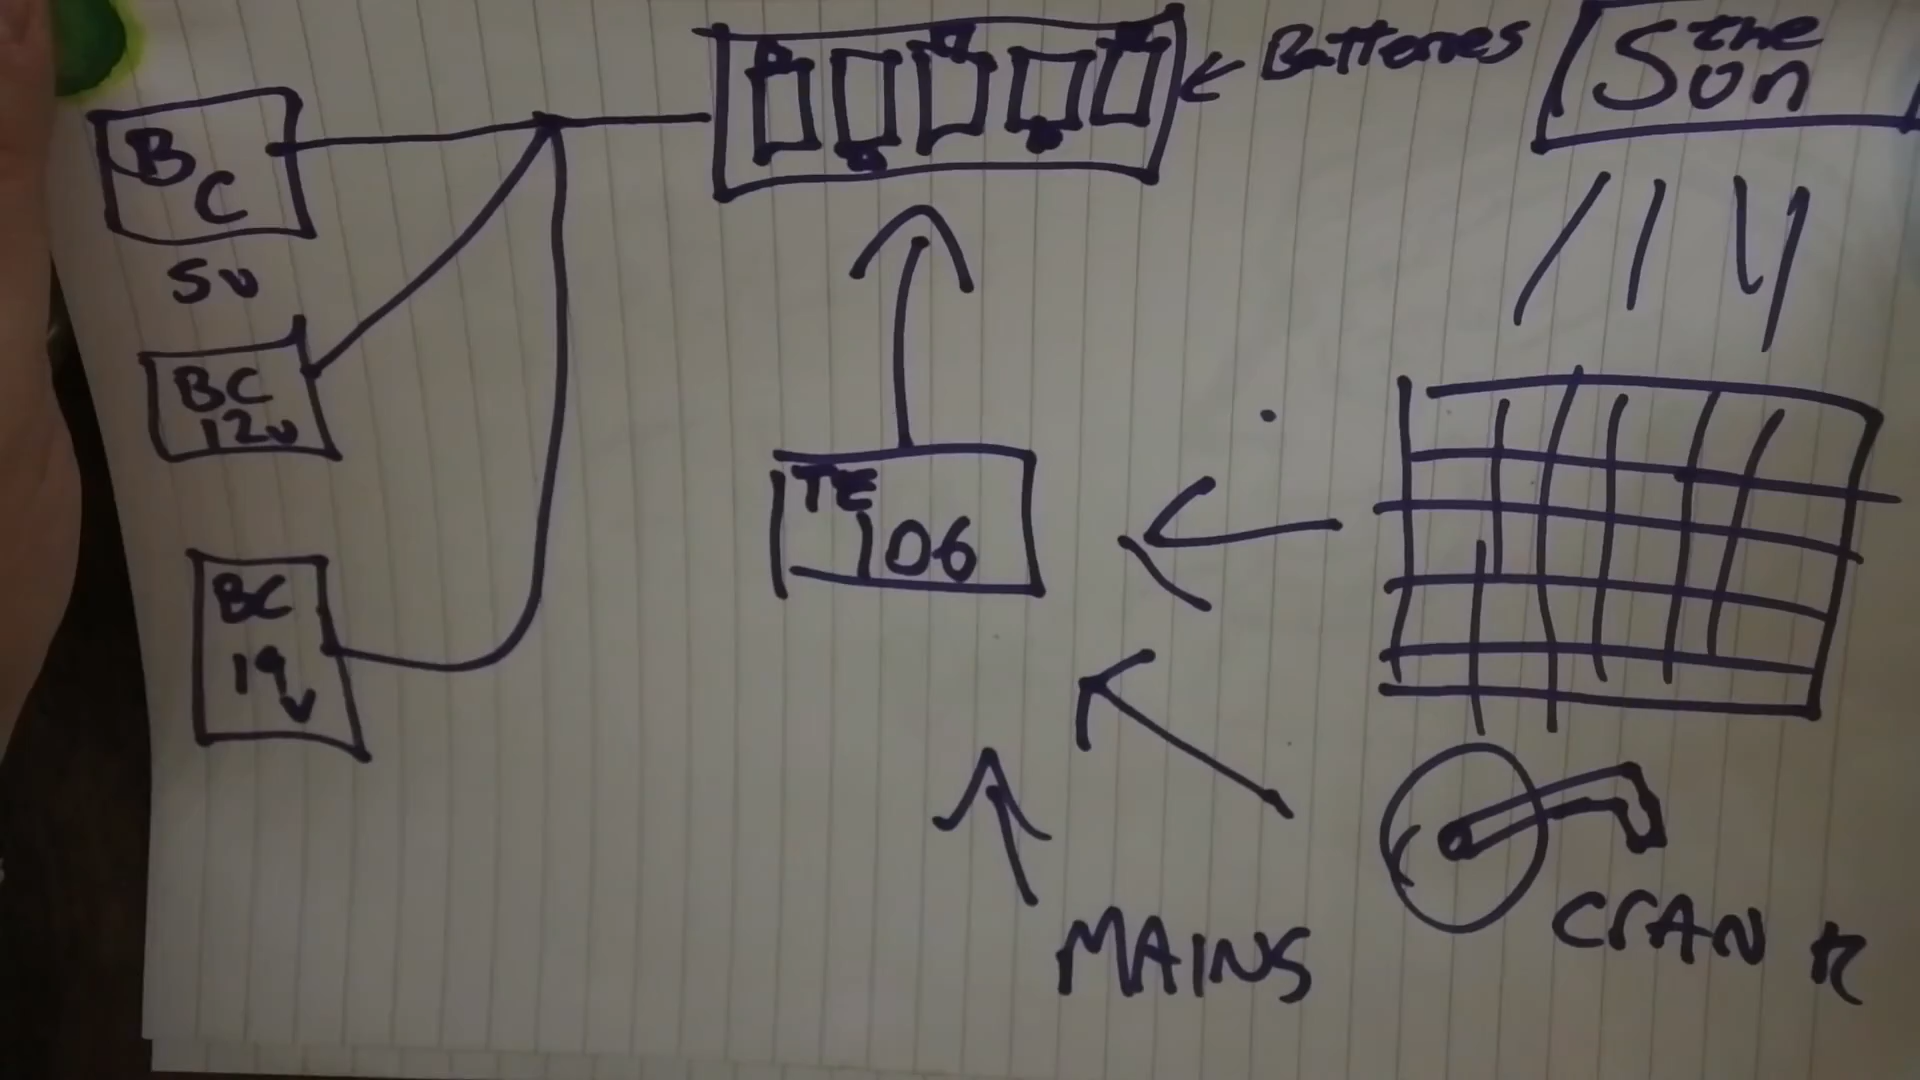 Batteries
the
Sun
BC
5v
BC
12v
TE
106
BC
19v
MAINS
CrANK